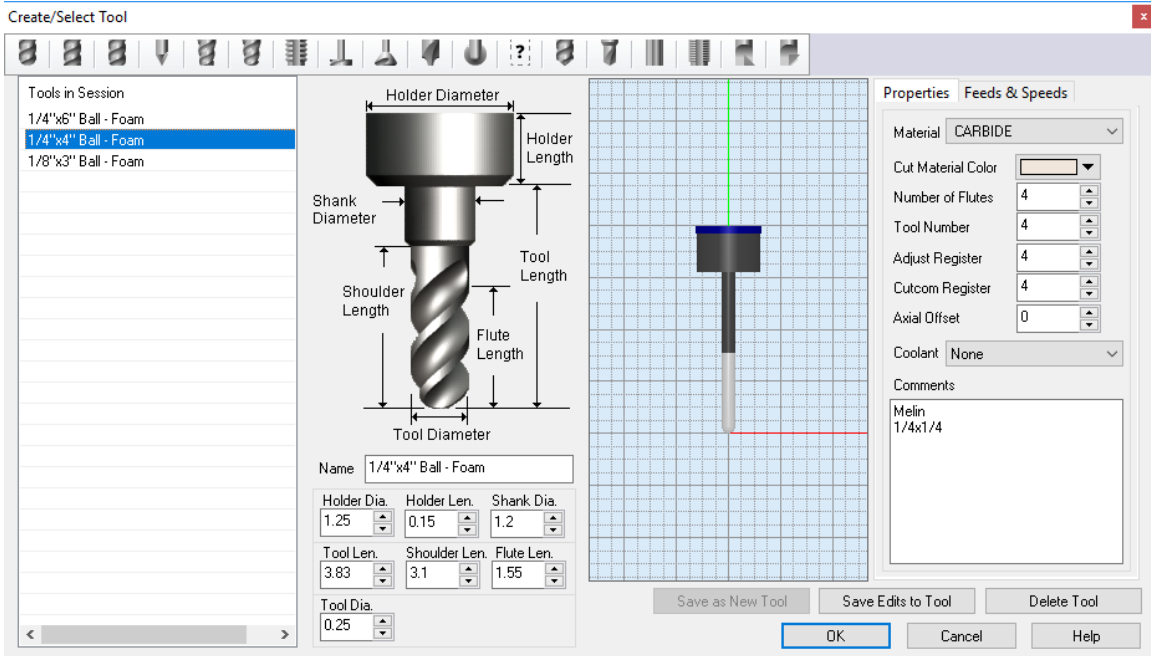 Create/Select Tool
x
?
Tools in Session
1/4"x6" Ball - Foam
1/4"x4" Ball - Foam
1/8"x3" Ball - Foam
Holder Diameter
Holder
Length
Shank
Diameter
Tool
Length
Shoulder
Length
Flute
Length
Tool Diameter
Name 1/4"x4" Ball - Foam
Holder Dia. Holder Len. Shank Dia.
1.25 0.15 1.2
Tool Len. Shoulder Len. Flute Len.
3.83 3.1 1.55
Tool Dia.
0.25
Properties Feeds & Speeds
Material CARBIDE
Cut Material Color
Number of Flutes 4
Tool Number 4
Adjust Register 4
Cutcom Register 4
Axial Offset 0
Coolant None
Comments
Melin
1/4x1/4
Save as New Tool Save Edits to Tool Delete Tool
OK Cancel Help